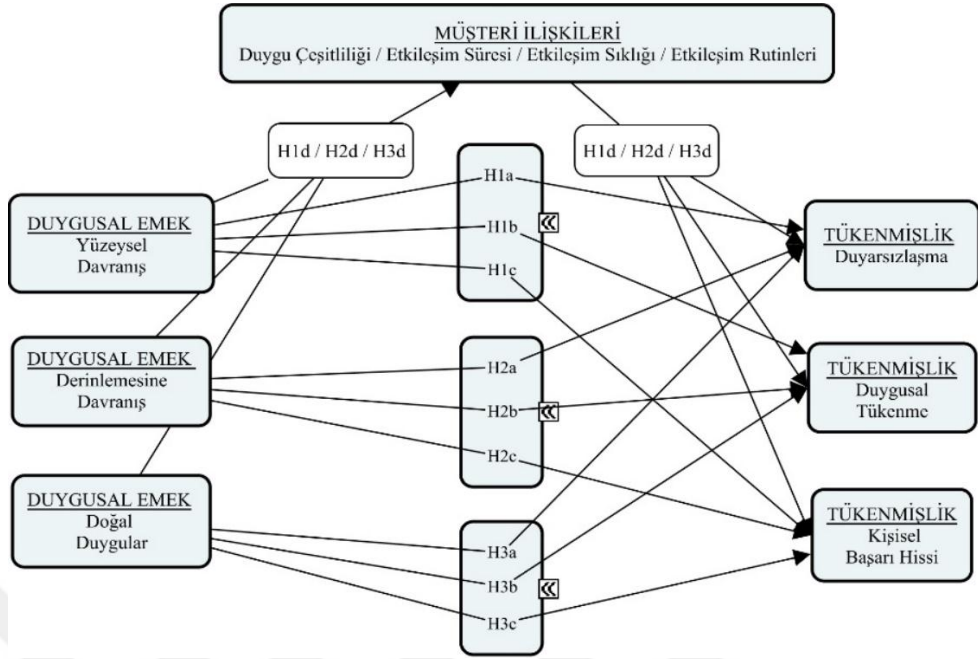 MÜŞTERİ İLİŞKİLERİ
Duygu Çeşitliliği / Etkileşim Süresi / Etkileşim Sıklığı / Etkileşim Rutinleri
H1d / H2d / H3d
H1d / H2d / H3d
DUYGUSAL EMEK
Yüzeysel
Davranış
H1a
H1b
H1c
TÜKENMİŞLİK
Duyarsızlaşma
DUYGUSAL EMEK
Derinlemesine
Davranış
H2a
H2b
H2c
TÜKENMİŞLİK
Duygusal
Tükenme
DUYGUSAL EMEK
Doğal
Duygular
H3a
H3b
H3c
TÜKENMİŞLİK
Kişisel
Başarı Hissi